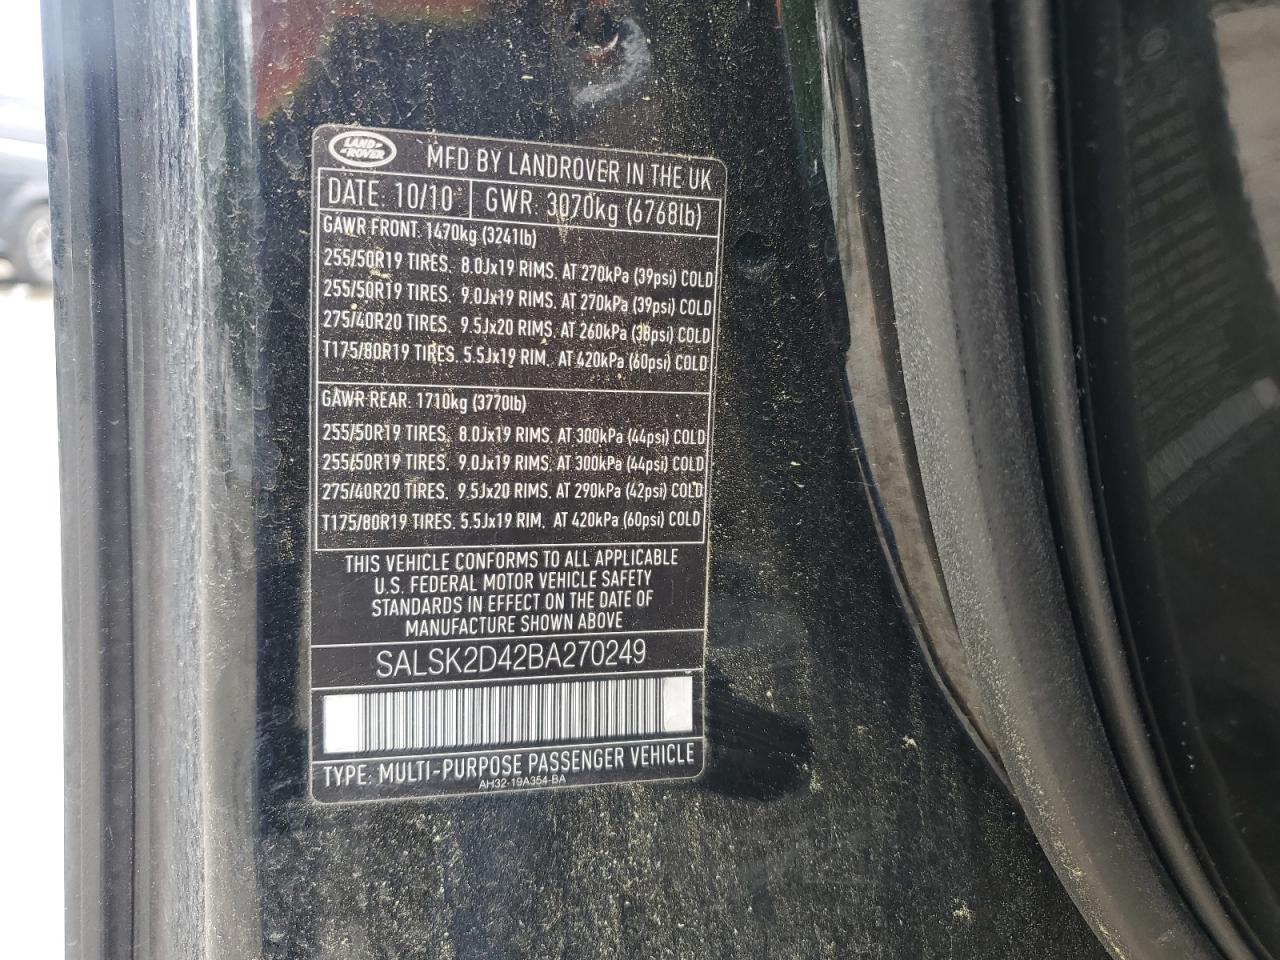 LAND ROVER
MFD BY LANDROVER IN THE UK
DATE: 10/10 GWR. 3070kg (6768lb)
GAWR FRONT. 1470kg (3241lb)
255/50R19 TIRES. 8.0Jx19 RIMS. AT 270kPa (39psi) COLD
255/50R19 TIRES. 9.0Jx19 RIMS. AT 270kPa (39psi) COLD
275/40R20 TIRES. 9.5Jx20 RIMS. AT 260kPa (38psi) COLD
T175/80R19 TIRES. 5.5Jx19 RIM. AT 420kPa (60psi) COLD
GAWR REAR. 1710kg (3770lb)
255/50R19 TIRES. 8.0Jx19 RIMS. AT 300kPa (44psi) COLD
255/50R19 TIRES. 9.0Jx19 RIMS. AT 300kPa (44psi) COLD
275/40R20 TIRES. 9.5Jx20 RIMS. AT 290kPa (42psi) COLD
T175/80R19 TIRES. 5.5Jx19 RIM. AT 420kPa (60psi) COLD
THIS VEHICLE CONFORMS TO ALL APPLICABLE
U.S. FEDERAL MOTOR VEHICLE SAFETY
STANDARDS IN EFFECT ON THE DATE OF
MANUFACTURE SHOWN ABOVE
SALSK2D42BA270249
TYPE: MULTI-PURPOSE PASSENGER VEHICLE
AH32-19A354-BA